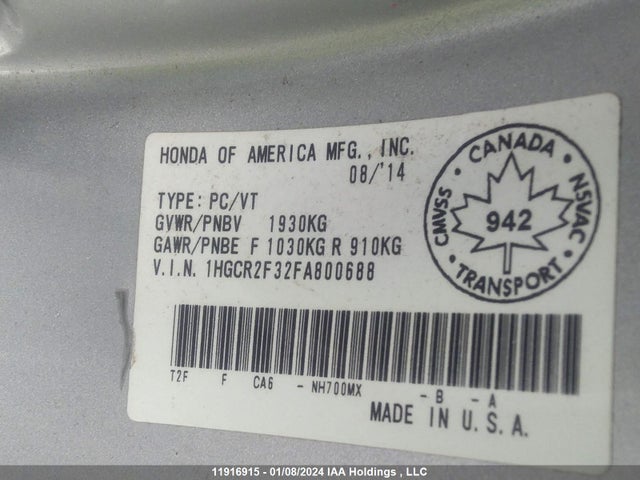 HONDA OF AMERICA MFG., INC.
08/'14
TYPE: PC/VT
GVWR/PNBV 1930KG
GAWR/PNBE F 1030KG R 910KG
V.I.N. 1HGCR2F32FA800688
CANADA
CMVSS 942 NSVAC
TRANSPORT
T2F F CA6 - NH700MX - B - A
MADE IN U.S.A.
11916915 - 01/08/2024 IAA Holdings , LLC